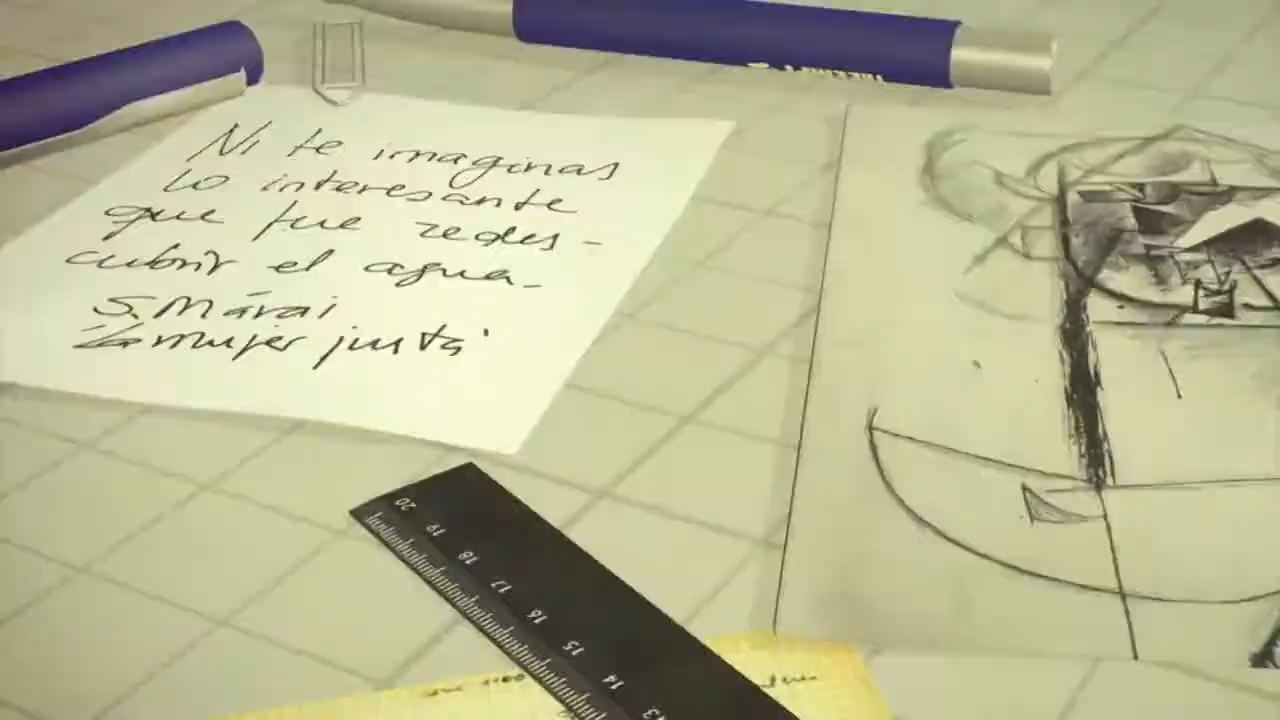 Ni te imaginas
lo interesante
que fue redes-
cubrir el agua.
S. Márai
"La mujer justa"
20
19
18
17
16
15
14
13